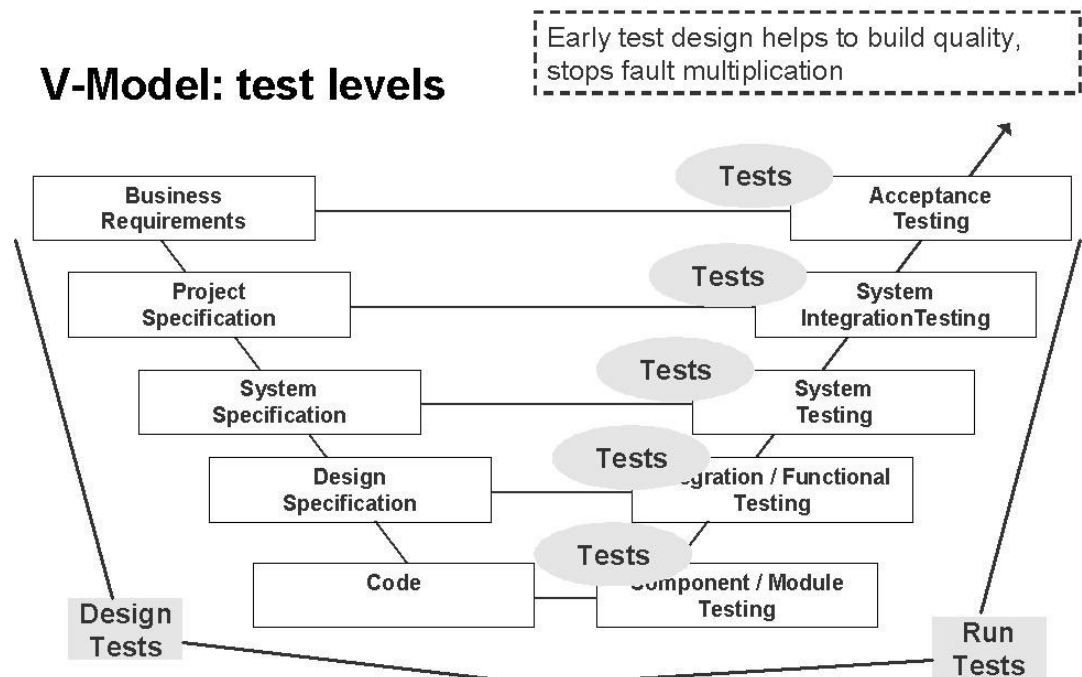 Early test design helps to build quality,
stops fault multiplication
V-Model: test levels
Tests
Business
Requirements
Acceptance
Testing
Tests
Project
Specification
System
IntegrationTesting
Tests
System
Specification
System
Testing
Tests
Design
Specification
gration / Functional
Testing
Tests
Code
Component / Module
Testing
Design
Tests
Run
Tests